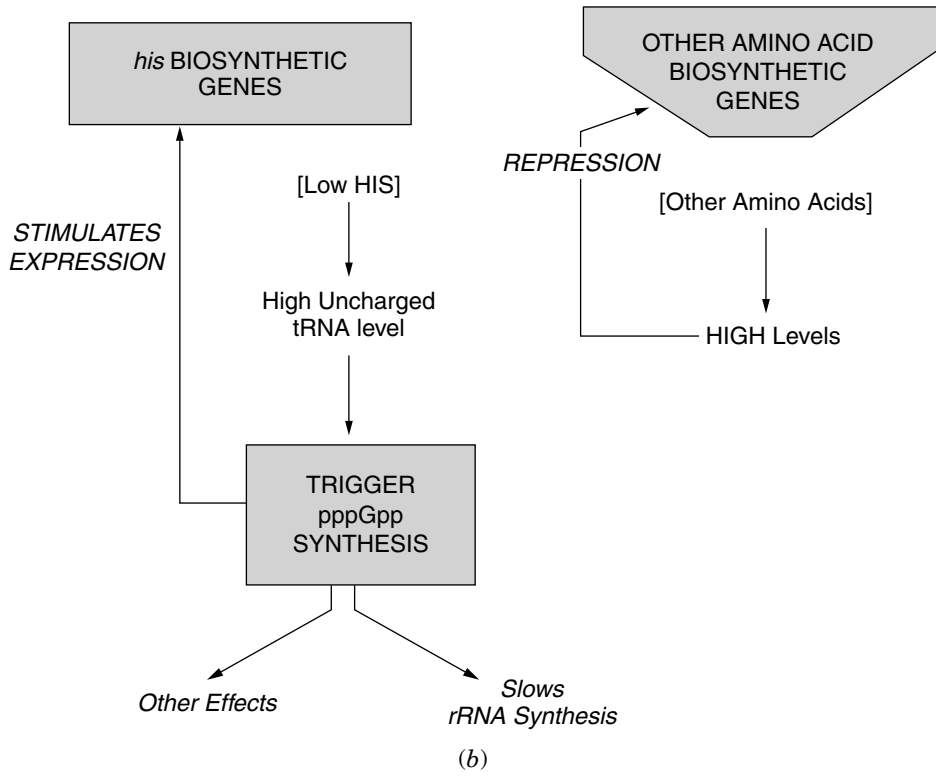 his BIOSYNTHETIC
GENES
OTHER AMINO ACID
BIOSYNTHETIC
GENES
REPRESSION
[Low HIS]
[Other Amino Acids]
STIMULATES
EXPRESSION
High Uncharged
tRNA level
HIGH Levels
TRIGGER
pppGpp
SYNTHESIS
Other Effects
Slows
rRNA Synthesis
(b)